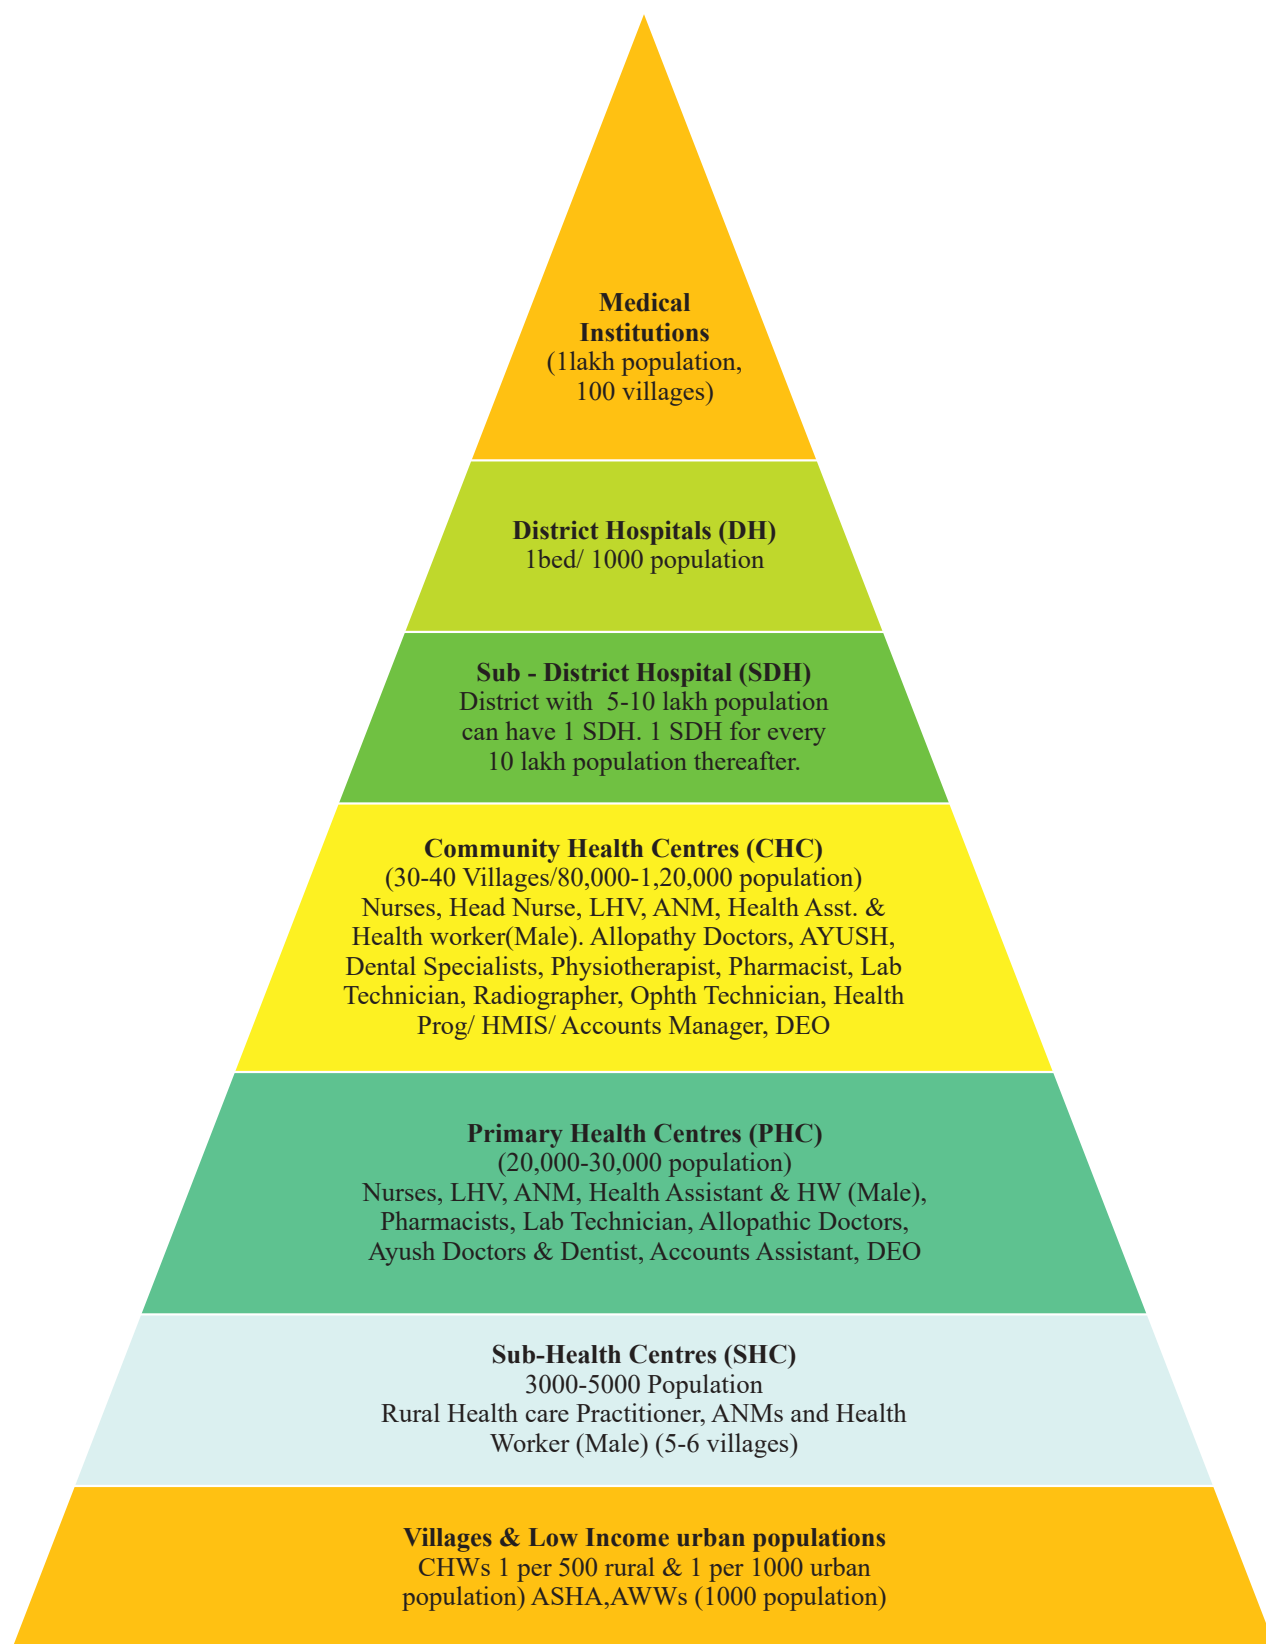 Medical
Institutions
(1lakh population,
100 villages)
District Hospitals (DH)
1bed/ 1000 population
Sub - District Hospital (SDH)
District with 5-10 lakh population
can have 1 SDH. 1 SDH for every
10 lakh population thereafter.
Community Health Centres (CHC)
(30-40 Villages/80,000-1,20,000 population)
Nurses, Head Nurse, LHV, ANM, Health Asst. &
Health worker(Male). Allopathy Doctors, AYUSH,
Dental Specialists, Physiotherapist, Pharmacist, Lab
Technician, Radiographer, Ophth Technician, Health
Prog/ HMIS/ Accounts Manager, DEO
Primary Health Centres (PHC)
(20,000-30,000 population)
Nurses, LHV, ANM, Health Assistant & HW (Male),
Pharmacists, Lab Technician, Allopathic Doctors,
Ayush Doctors & Dentist, Accounts Assistant, DEO
Sub-Health Centres (SHC)
3000-5000 Population
Rural Health care Practitioner, ANMs and Health
Worker (Male) (5-6 villages)
Villages & Low Income urban populations
CHWs 1 per 500 rural & 1 per 1000 urban
population) ASHA,AWWs (1000 population)